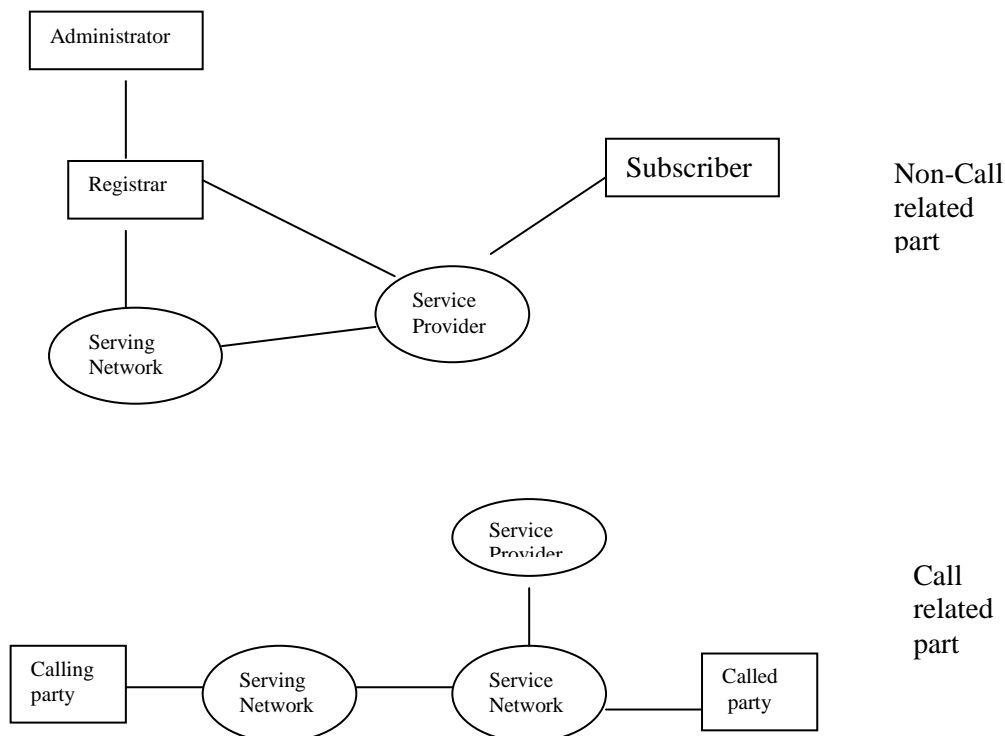 Administrator
Subscriber
Registrar
Non-Call
related
part
Service
Provider
Serving
Network
Service
Provider
Call
related
part
Calling
party
Serving
Network
Service
Network
Called
party